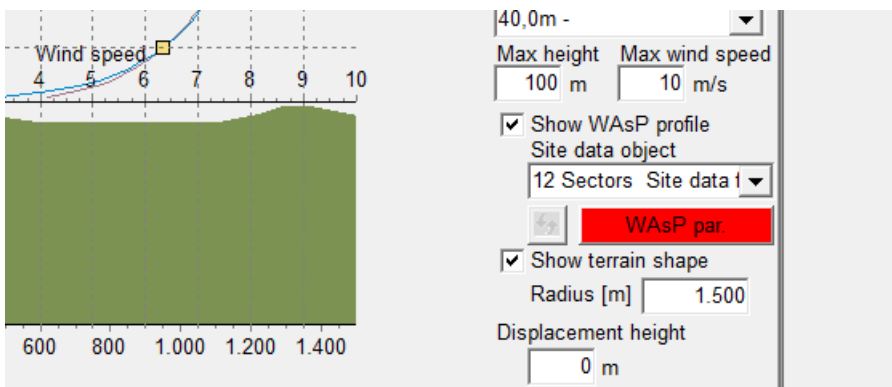 40,0m -
Wind speed
Max height Max wind speed
4 5 6 7 8 9 10
100 m 10 m/s
Show WAsP profile
Site data object
12 Sectors Site data
WAsP par.
Show terrain shape
Radius [m] 1.500
Displacement height
600 800 1.000 1.200 1.400
0 m